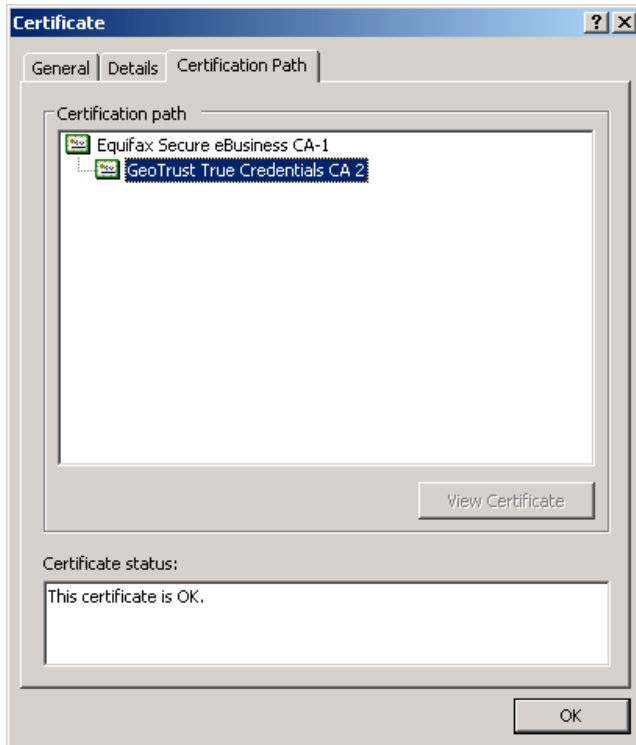 Certificate
General Details Certification Path
Certification path
Equifax Secure eBusiness CA-1
GeoTrust True Credentials CA 2
View Certificate
Certificate status:
This certificate is OK.
OK